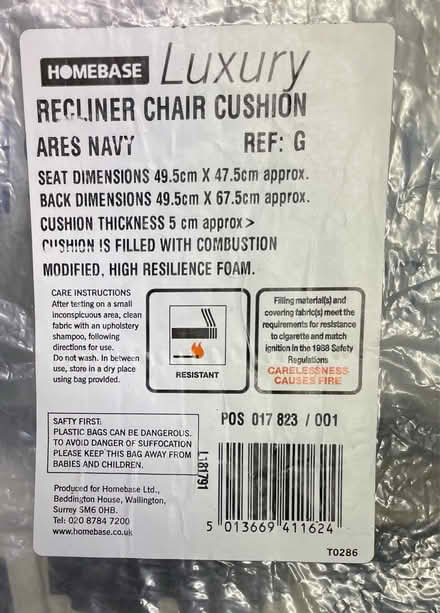 HOMEBASE Luxury
RECLINER CHAIR CUSHION
ARES NAVY REF: G
SEAT DIMENSIONS 49.5cm X 47.5cm approx.
BACK DIMENSIONS 49.5cm X 67.5cm approx.
CUSHION THICKNESS 5 cm approx >
CUSHION IS FILLED WITH COMBUSTION
MODIFIED, HIGH RESILIENCE FOAM.
CARE INSTRUCTIONS
After testing on a small
inconspicuous area, clean
fabric with an upholstery
shampoo, following
directions for use.
Do not wash. In between
use, store in a dry place
using bag provided.
RESISTANT
Filling material(s) and
covering fabric(s) meet the
requirements for resistance
to cigarette and match
ignition in the 1988 Safety
Regulations
CARELESSNESS
CAUSES FIRE
SAFTY FIRST:
PLASTIC BAGS CAN BE DANGEROUS.
TO AVOID DANGER OF SUFFOCATION
PLEASE KEEP THIS BAG AWAY FROM
BABIES AND CHILDREN.
POS 017 823 / 001
L181791
Produced for Homebase Ltd.,
Beddington House, Wallington,
Surrey SM6 0HB.
Tel: 020 8784 7200
www.homebase.co.uk
5 013669 411624
T0286